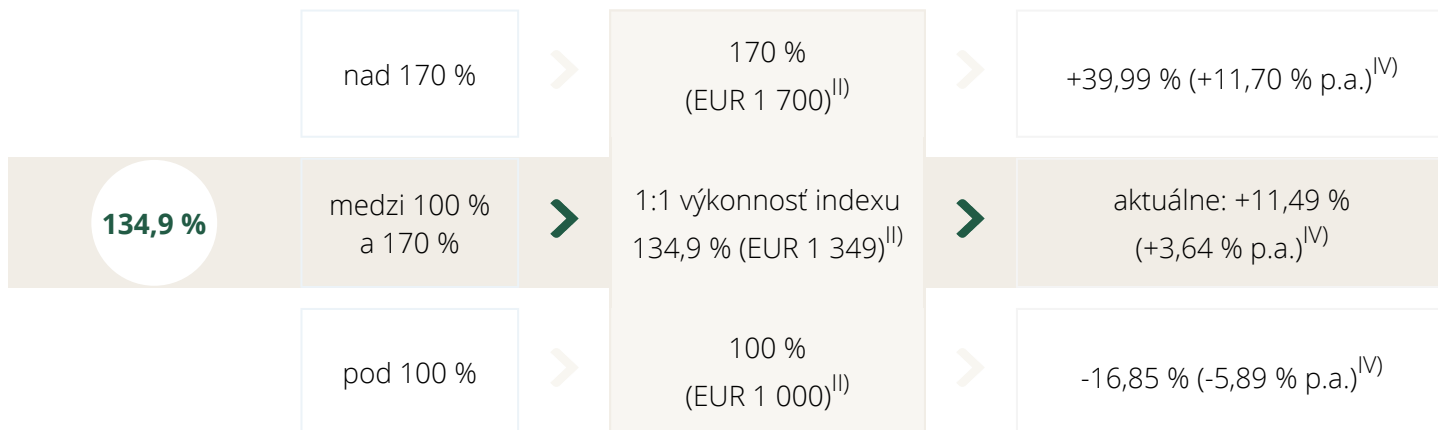 nad 170 %
170 %
(EUR 1 700)II)
+39,99 % (+11,70 % p.a.)IV)
134,9 %
medzi 100 %
a 170 %
1:1 výkonnosť indexu
134,9 % (EUR 1 349)II)
aktuálne: +11,49 %
(+3,64 % p.a.)IV)
pod 100 %
100 %
(EUR 1 000)II)
-16,85 % (-5,89 % p.a.)IV)